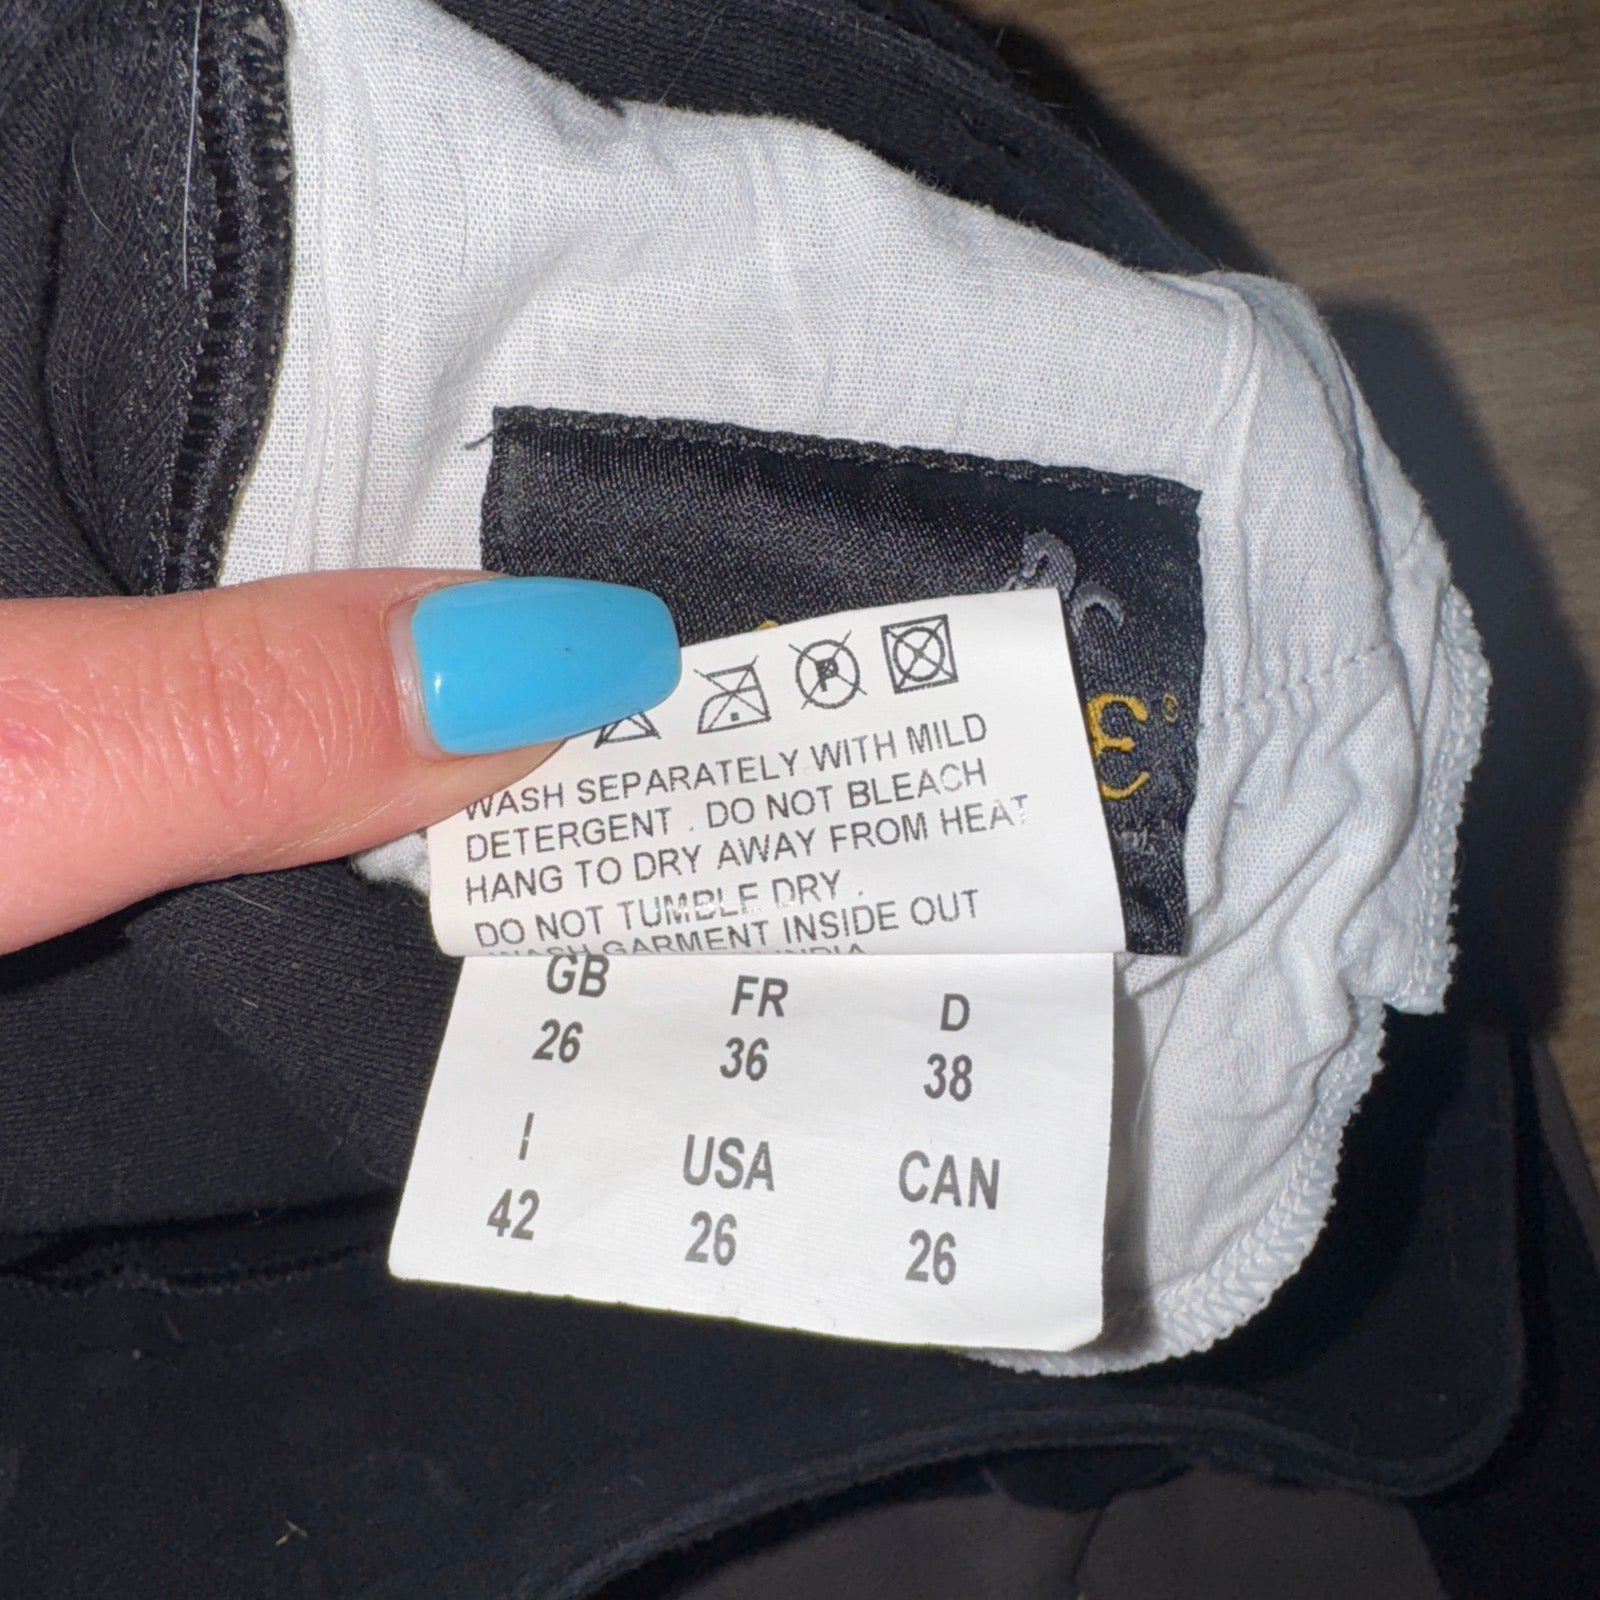 P
WASH SEPARATELY WITH MILD
DETERGENT . DO NOT BLEACH
HANG TO DRY AWAY FROM HEAT
DO NOT TUMBLE DRY .
WASH GARMENT INSIDE OUT
GB FR D
26 36 38
I USA CAN
42 26 26